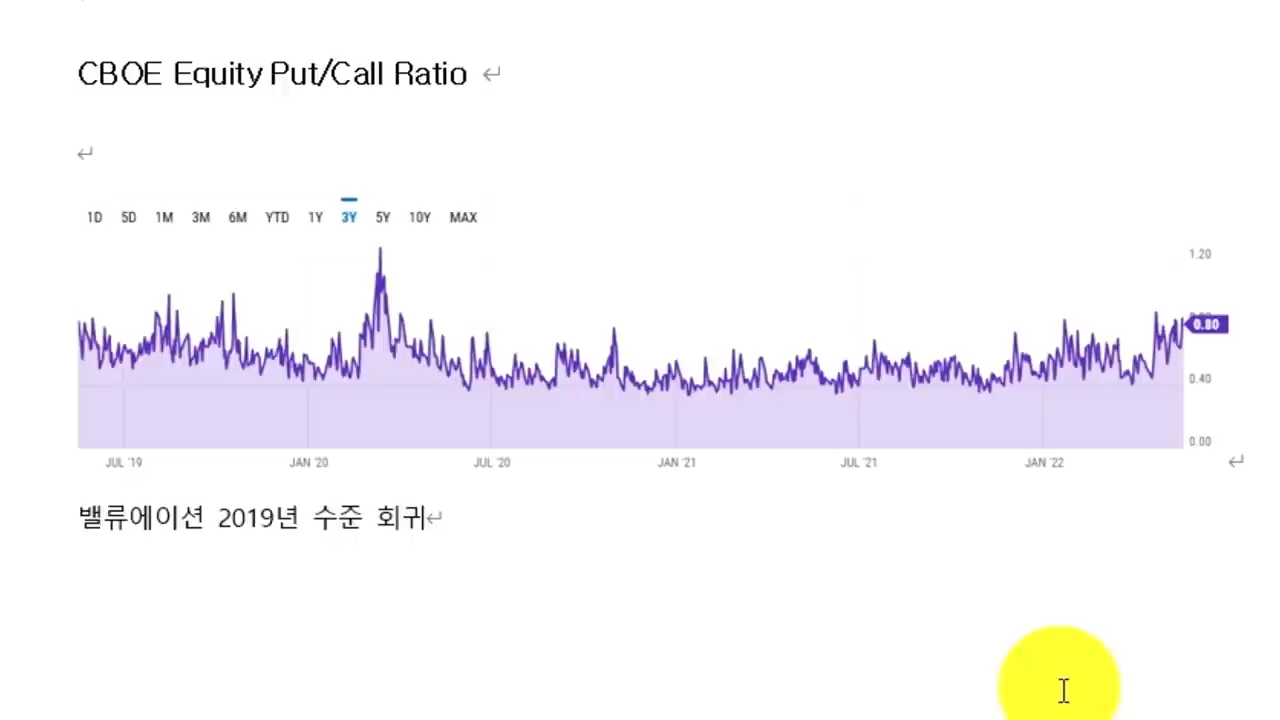 CBOE Equity Put/Call Ratio
1D 5D 1M 3M 6M YTD 1Y 3Y 5Y 10Y MAX
1.20
0.80
0.40
0.00
JUL '19 JAN '20 JUL '20 JAN '21 JUL '21 JAN '22
밸류에이션 2019년 수준 회귀